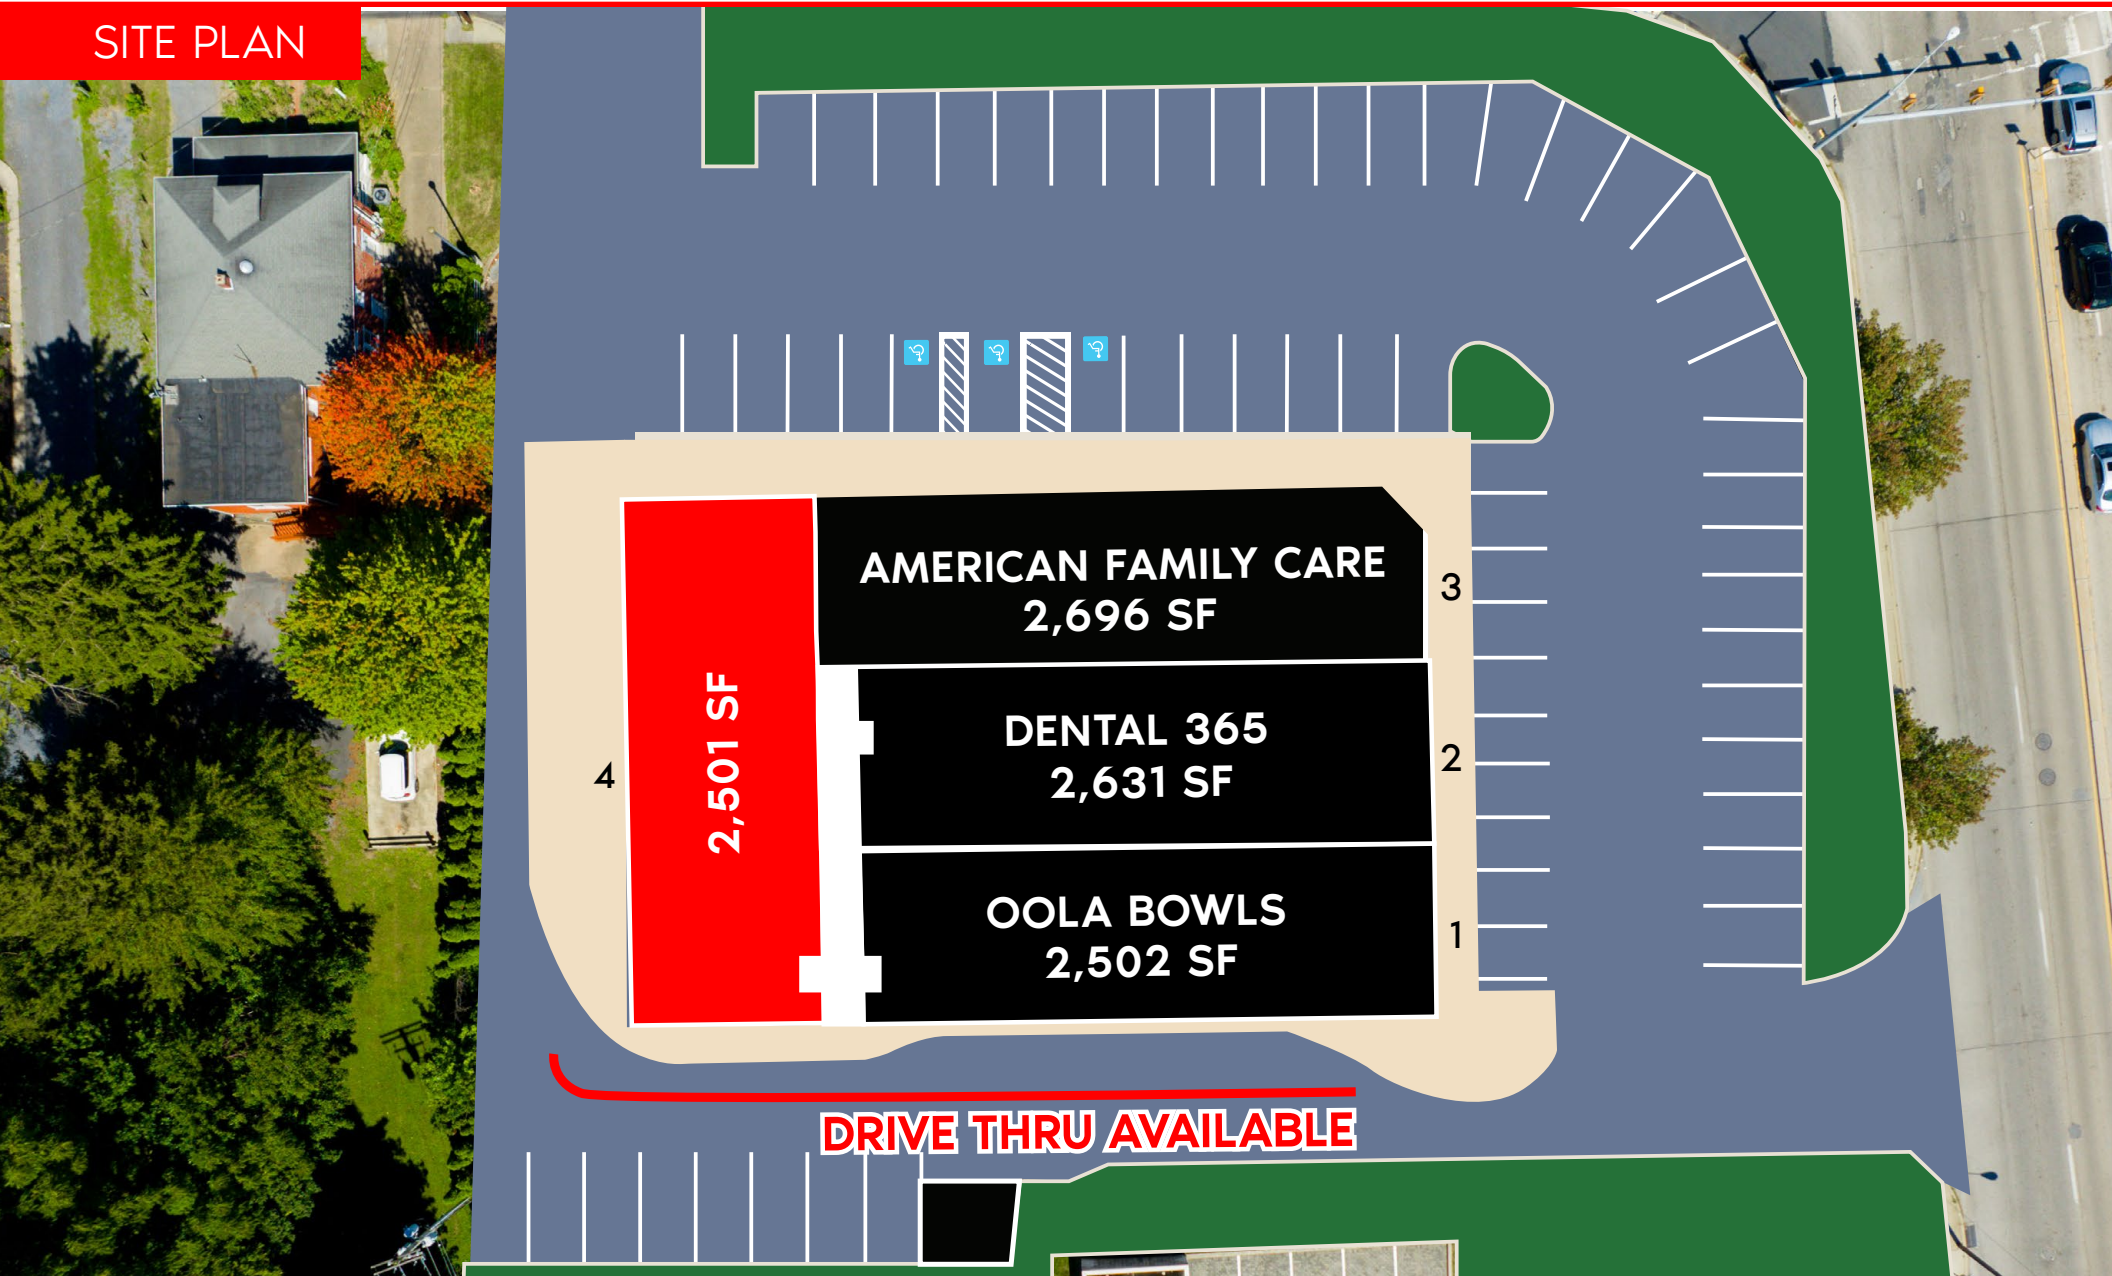 SITE PLAN
AMERICAN FAMILY CARE
2,696 SF
3
DENTAL 365
2,631 SF
2
2,501 SF
4
OOLA BOWLS
2,502 SF
1
DRIVE THRU AVAILABLE